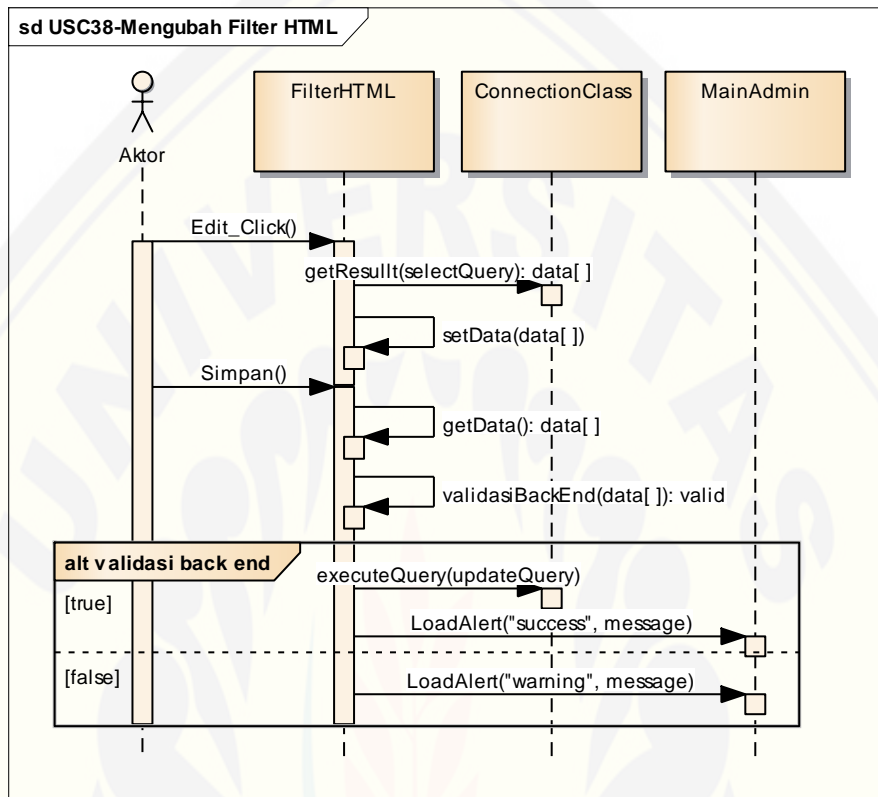 sd USC38-Mengubah Filter HTML
Aktor
FilterHTML
ConnectionClass
MainAdmin
Edit_Click()
getResullt(selectQuery): data[ ]
setData(data[ ])
Simpan()
getData(): data[ ]
validasiBackEnd(data[ ]): valid
alt validasi back end
executeQuery(updateQuery)
[true]
LoadAlert("success", message)
[false]
LoadAlert("warning", message)
UNIVERSITAS